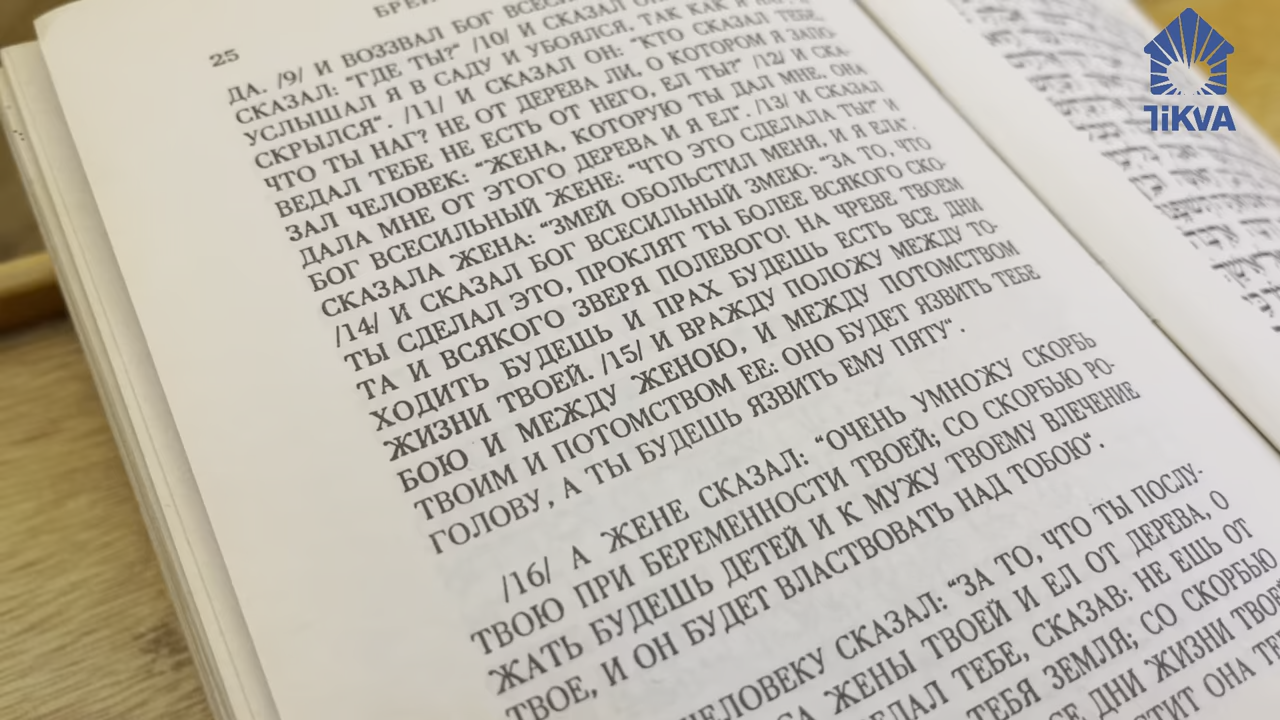 25
ДА. /9/ И ВОЗЗВАЛ БОГ
СКАЗАЛ: "ГДЕ ТЫ?" /10/ И СКАЗАЛ
УСЛЫШАЛ Я В САДУ И УБОЯЛСЯ, ТАК КАК Я
СКРЫЛСЯ". /11/ И СКАЗАЛ ОН: "КТО СКАЗАЛ ТЕБЕ,
ЧТО ТЫ НАГ? НЕ ОТ ДЕРЕВА ЛИ, О КОТОРОМ Я ЗАПО-
ВЕДАЛ ТЕБЕ НЕ ЕСТЬ ОТ НЕГО, ЕЛ ТЫ?" /12/ И СКА-
ЗАЛ ЧЕЛОВЕК: "ЖЕНА, КОТОРУЮ ТЫ ДАЛ МНЕ, ОНА
ДАЛА МНЕ ОТ ЭТОГО ДЕРЕВА И Я ЕЛ". /13/ И СКАЗАЛ
БОГ ВСЕСИЛЬНЫЙ ЖЕНЕ: "ЧТО ЭТО СДЕЛАЛА ТЫ?" И
СКАЗАЛА ЖЕНА: "ЗМЕЙ ОБОЛЬСТИЛ МЕНЯ, И Я ЕЛА".
/14/ И СКАЗАЛ БОГ ВСЕСИЛЬНЫЙ ЗМЕЮ: "ЗА ТО, ЧТО
ТЫ СДЕЛАЛ ЭТО, ПРОКЛЯТ ТЫ БОЛЕЕ ВСЯКОГО СКО-
ТА И ВСЯКОГО ЗВЕРЯ ПОЛЕВОГО! НА ЧРЕВЕ ТВОЕМ
ХОДИТЬ БУДЕШЬ И ПРАХ БУДЕШЬ ЕСТЬ ВСЕ ДНИ
ЖИЗНИ ТВОЕЙ. /15/ И ВРАЖДУ ПОЛОЖУ МЕЖДУ ТО-
БОЮ И МЕЖДУ ЖЕНОЮ, И МЕЖДУ ПОТОМСТВОМ
ТВОИМ И ПОТОМСТВОМ ЕЕ: ОНО БУДЕТ ЯЗВИТЬ ТЕБЕ
ГОЛОВУ, А ТЫ БУДЕШЬ ЯЗВИТЬ ЕМУ ПЯТУ".
/16/ А ЖЕНЕ СКАЗАЛ: "ОЧЕНЬ УМНОЖУ СКОРБЬ
ТВОЮ ПРИ БЕРЕМЕННОСТИ ТВОЕЙ; СО СКОРБЬЮ РО-
ЖАТЬ БУДЕШЬ ДЕТЕЙ И К МУЖУ ТВОЕМУ ВЛЕЧЕНИЕ
ТВОЕ, И ОН БУДЕТ ВЛАСТВОВАТЬ НАД ТОБОЮ".
ЧЕЛОВЕКУ СКАЗАЛ: "ЗА ТО, ЧТО ТЫ ПОСЛУ-
ЖЕНЫ ТВОЕЙ И ЕЛ ОТ ДЕРЕВА, О
ТЕБЕ, СКАЗАВ: НЕ ЕШЬ ОТ
ТЕБЯ ЗЕМЛЯ; СО СКОРБЬЮ
ДНИ ЖИЗНИ
ОНА
TiKVA